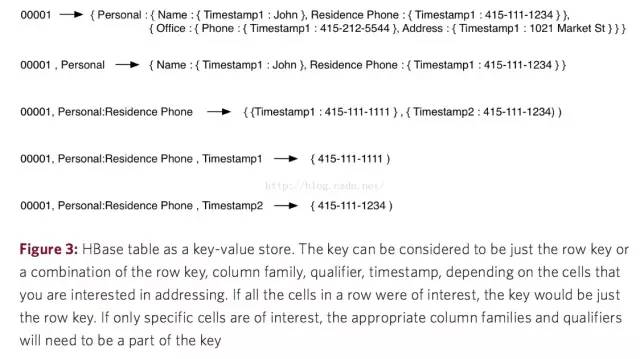 00001 → { Personal : { Name : { Timestamp1 : John }, Residence Phone : { Timestamp1 : 415-111-1234 } },
{ Office : { Phone : { Timestamp1 : 415-212-5544 }, Address : { Timestamp1 : 1021 Market St } } }
00001 , Personal → { Name : { Timestamp1 : John }, Residence Phone : { Timestamp1 : 415-111-1234 } }
00001, Personal:Residence Phone → { {Timestamp1 : 415-111-1111 } , { Timestamp2 : 415-111-1234) )
00001, Personal:Residence Phone , Timestamp1 → { 415-111-1111 )
http://blog.csdn.net/
00001, Personal:Residence Phone , Timestamp2 → { 415-111-1234 )
Figure 3: HBase table as a key-value store. The key can be considered to be just the row key or
a combination of the row key, column family, qualifier, timestamp, depending on the cells that
you are interested in addressing. If all the cells in a row were of interest, the key would be just
the row key. If only specific cells are of interest, the appropriate column families and qualifiers
will need to be a part of the key